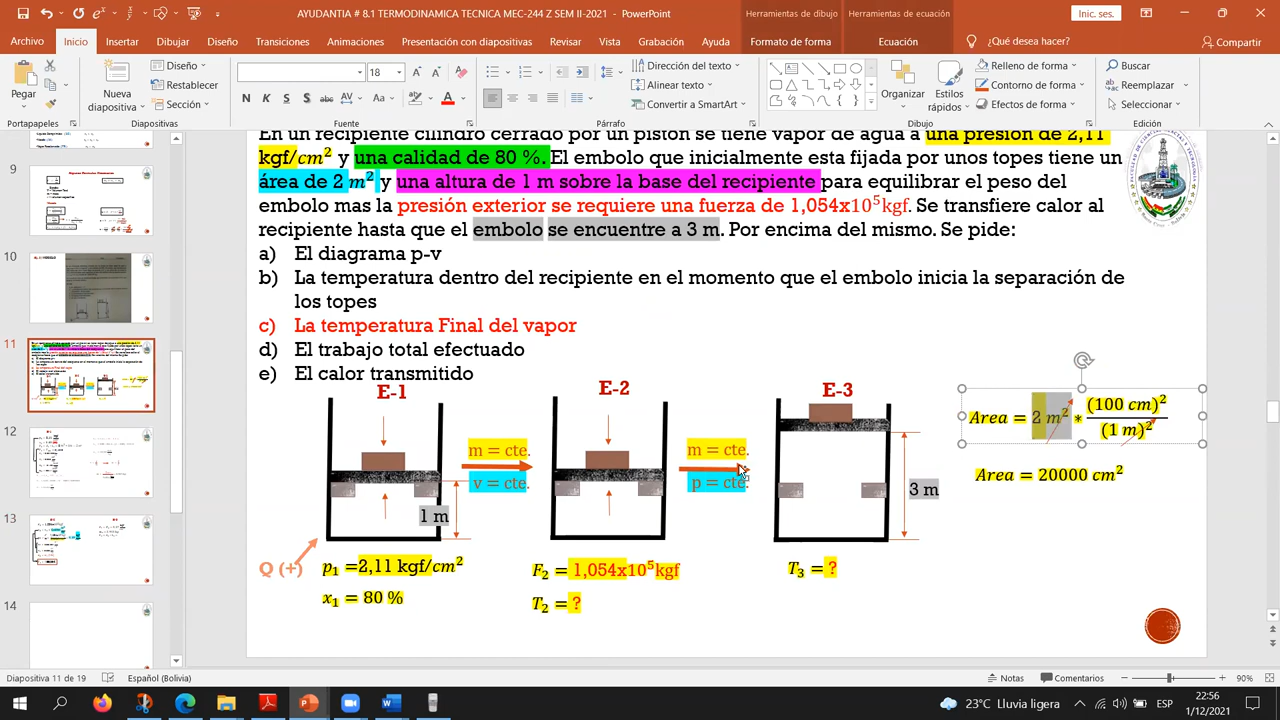 AYUDANTIA # 8.1 TERMODINAMICA TECNICA MEC-244 Z SEM II-2021 - PowerPoint
Herramientas de dibujo
Herramientas de ecuación
Inic. ses.
Archivo Inicio Insertar Dibujar Diseño Transiciones Animaciones Presentación con diapositivas Revisar Vista Grabación Ayuda Formato de forma Ecuación ¿Qué desea hacer? Compartir
Pegar
Nueva diapositiva
Diseño
Restablecer
Sección
18
N K S S abc AV Aa A
Dirección del texto
Alinear texto
Convertir a SmartArt
Organizar
Estilos rápidos
Relleno de forma
Contorno de forma
Efectos de forma
Buscar
Reemplazar
Seleccionar
Portapapeles Diapositivas Fuente Párrafo Dibujo Edición
En un recipiente cilindro cerrado por un pistón se tiene vapor de agua a una presión de 2,11
kgf/cm² y una calidad de 80 %. El embolo que inicialmente esta fijada por unos topes tiene un
área de 2 m² y una altura de 1 m sobre la base del recipiente para equilibrar el peso del
embolo mas la presión exterior se requiere una fuerza de 1,054x10⁵kgf. Se transfiere calor al
recipiente hasta que el embolo se encuentre a 3 m. Por encima del mismo. Se pide:
a) El diagrama p-v
b) La temperatura dentro del recipiente en el momento que el embolo inicia la separación de
los topes
c) La temperatura Final del vapor
d) El trabajo total efectuado
e) El calor transmitido
E-1
E-2
E-3
m = cte.
v = cte.
m = cte.
p = cte.
1 m
3 m
Area = 2 m² * (100 cm)² / (1 m)²
Area = 20000 cm²
Q (+)
p₁ =2,11 kgf/cm²
x₁ = 80 %
F₂ = 1,054x10⁵kgf
T₂ = ?
T₃ = ?
10
11
12
13
14
Diapositiva 11 de 19
Español (Bolivia)
Notas
Comentarios
90%
23°C Lluvia ligera
ESP
22:56
1/12/2021